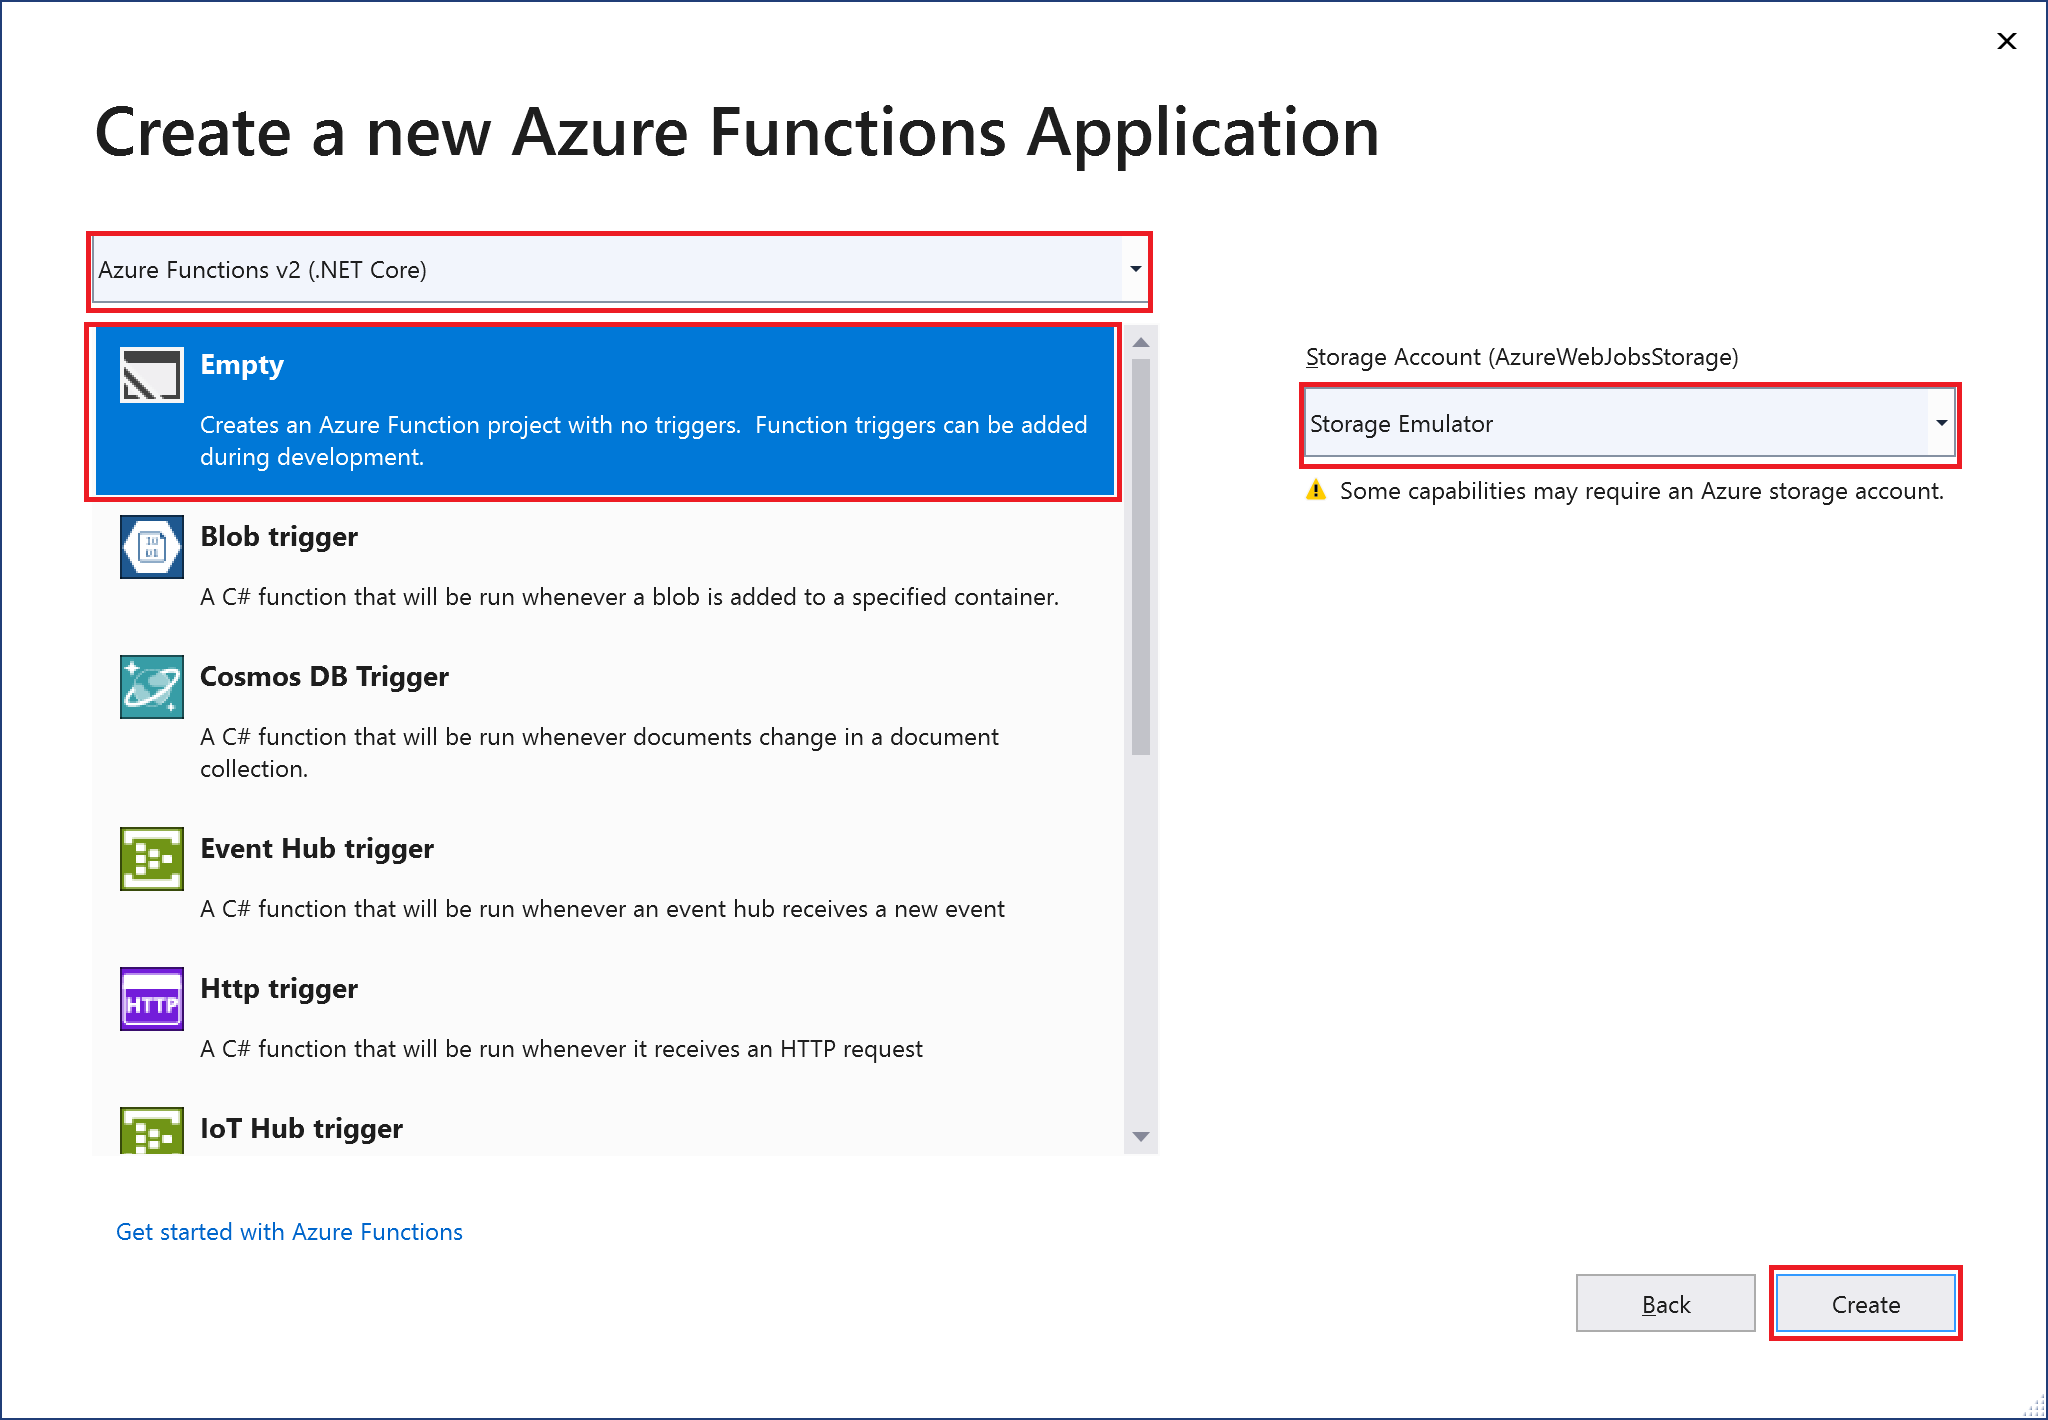 Create a new Azure Functions Application
Azure Functions v2 (.NET Core)
Empty
Creates an Azure Function project with no triggers.  Function triggers can be added
during development.
Blob trigger
A C# function that will be run whenever a blob is added to a specified container.
Cosmos DB Trigger
A C# function that will be run whenever documents change in a document
collection.
Event Hub trigger
A C# function that will be run whenever an event hub receives a new event
HTTP
Http trigger
A C# function that will be run whenever it receives an HTTP request
IoT Hub trigger
Storage Account (AzureWebJobsStorage)
Storage Emulator
Some capabilities may require an Azure storage account.
Get started with Azure Functions
Back
Create